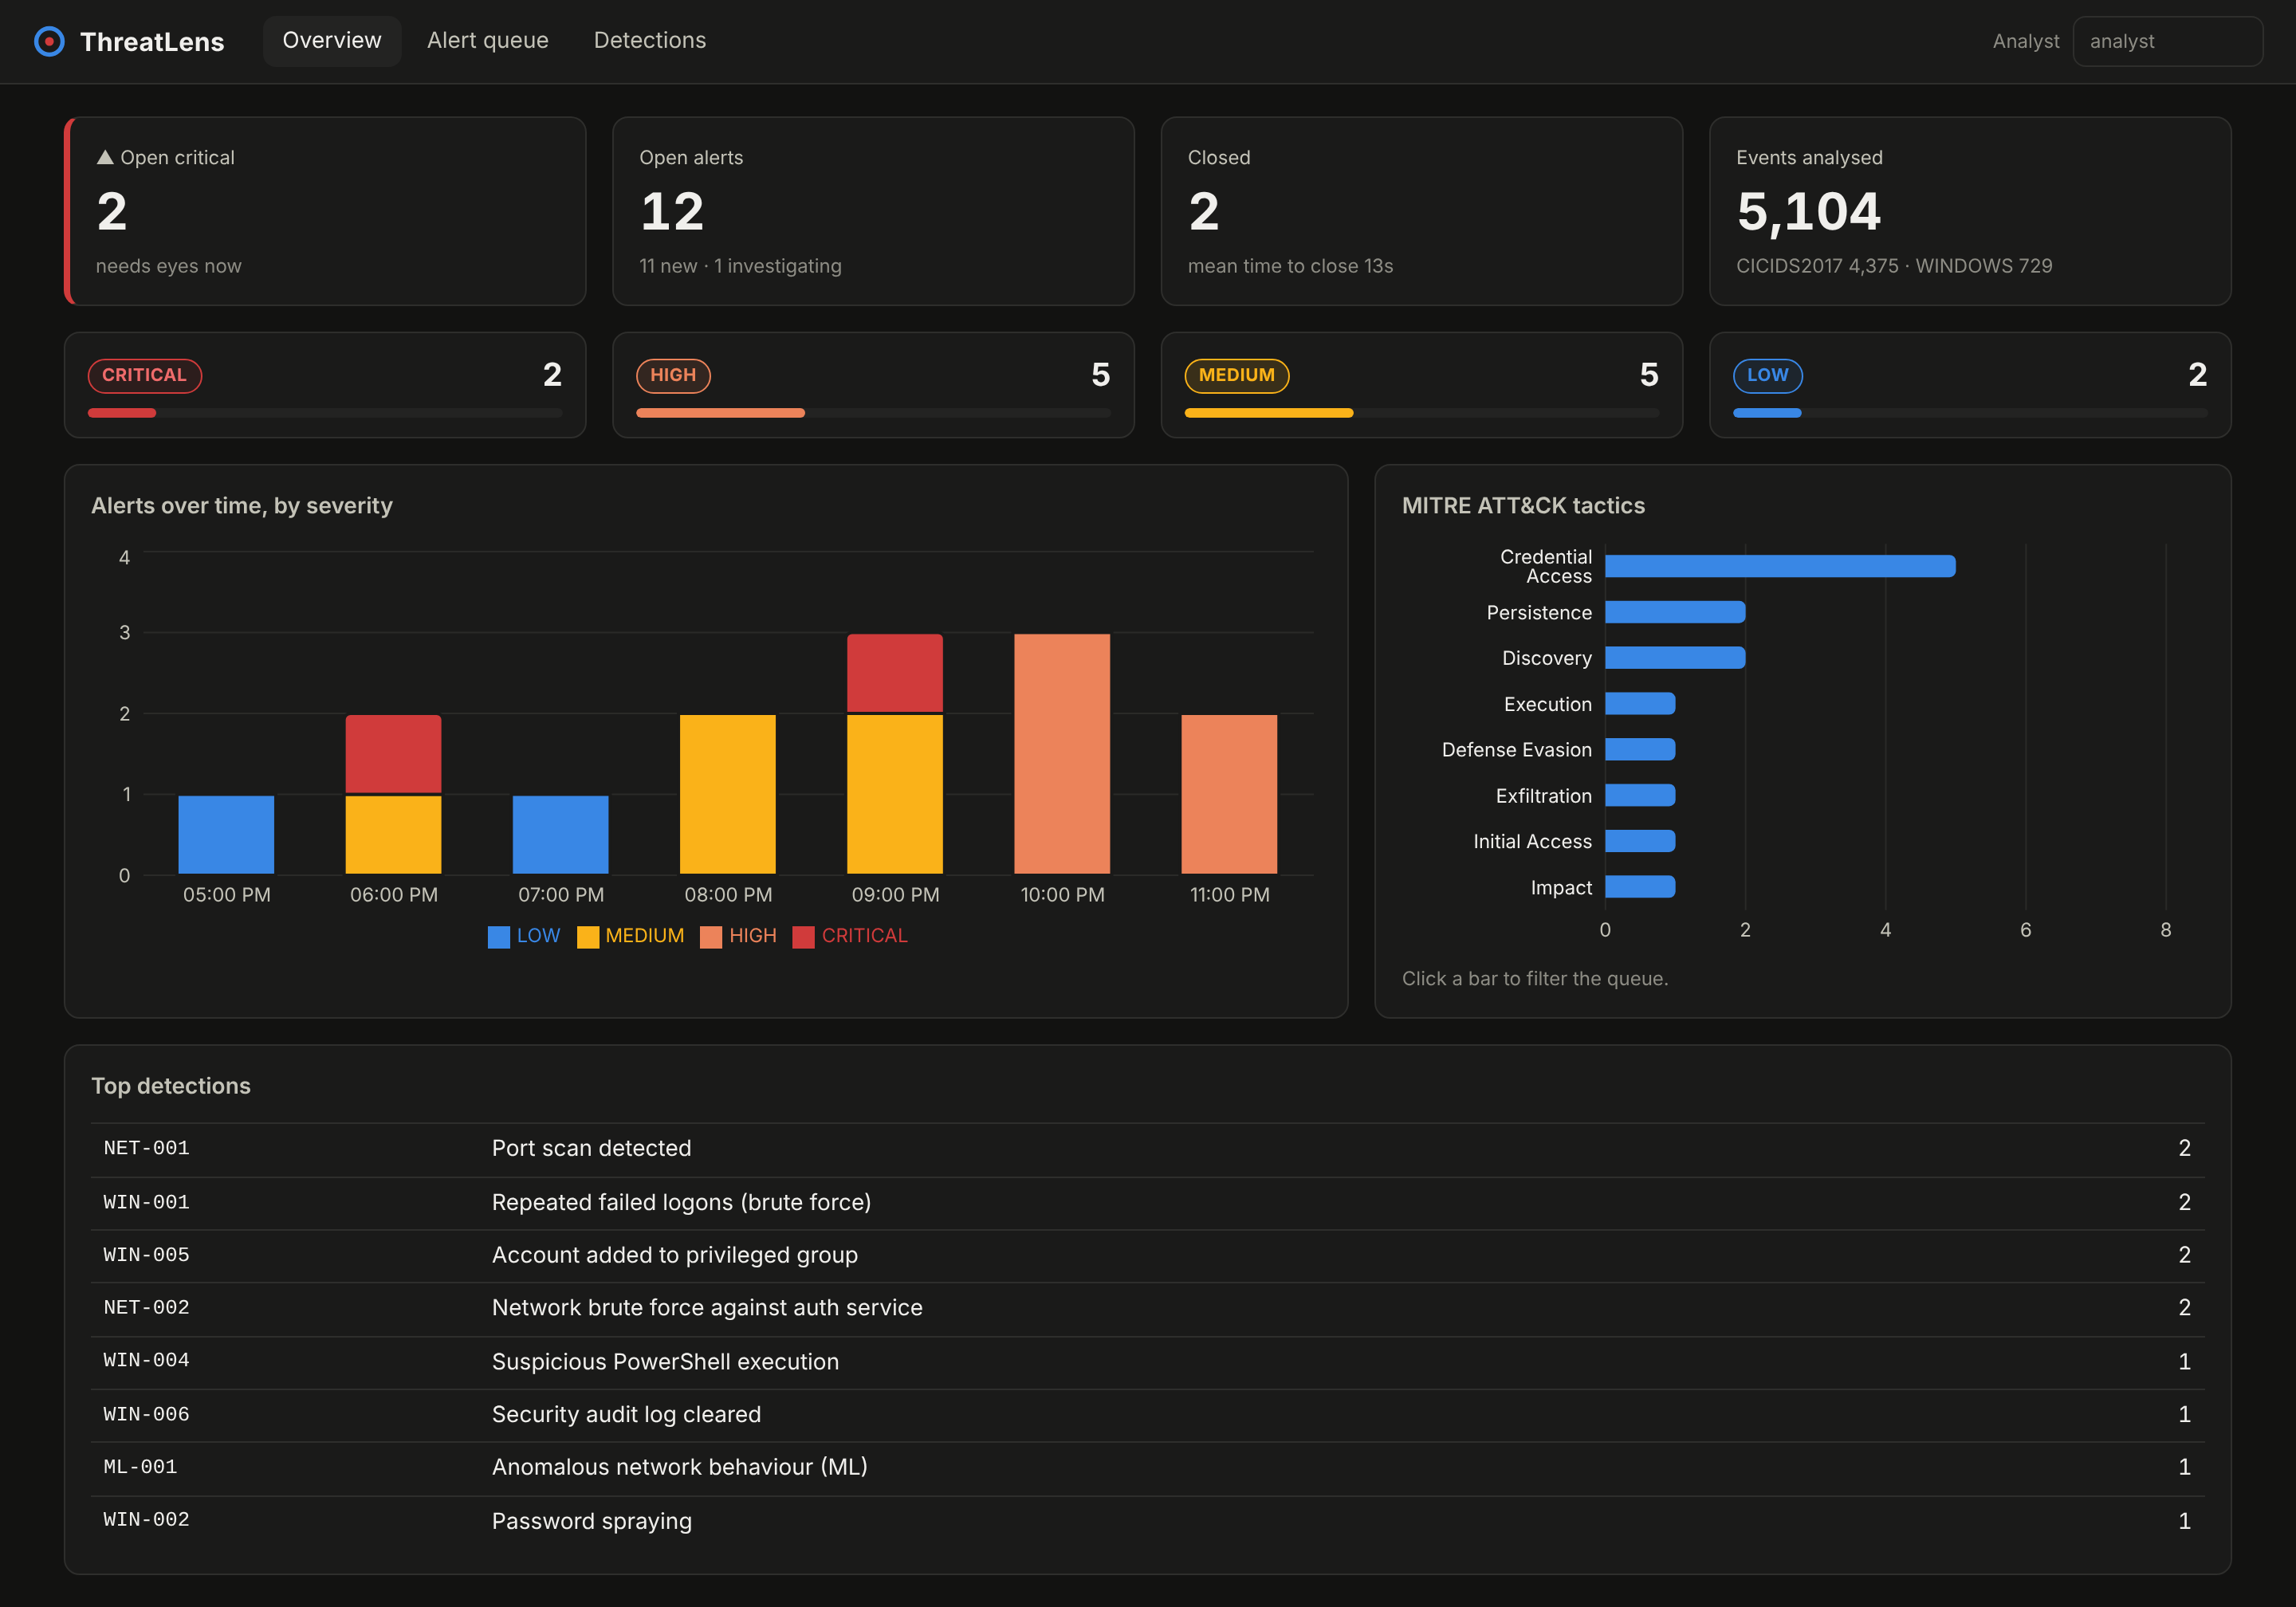 ThreatLens
Overview
Alert queue
Detections
Analyst
analyst
▲ Open critical
2
needs eyes now
Open alerts
12
11 new · 1 investigating
Closed
2
mean time to close 13s
Events analysed
5,104
CICIDS2017 4,375 · WINDOWS 729
CRITICAL
2
HIGH
5
MEDIUM
5
LOW
2
Alerts over time, by severity
4
3
2
1
0
05:00 PM
06:00 PM
07:00 PM
08:00 PM
09:00 PM
10:00 PM
11:00 PM
LOW
MEDIUM
HIGH
CRITICAL
MITRE ATT&CK tactics
Credential
Access
Persistence
Discovery
Execution
Defense Evasion
Exfiltration
Initial Access
Impact
0
2
4
6
8
Click a bar to filter the queue.
Top detections
NET-001 Port scan detected 2
WIN-001 Repeated failed logons (brute force) 2
WIN-005 Account added to privileged group 2
NET-002 Network brute force against auth service 2
WIN-004 Suspicious PowerShell execution 1
WIN-006 Security audit log cleared 1
ML-001 Anomalous network behaviour (ML) 1
WIN-002 Password spraying 1